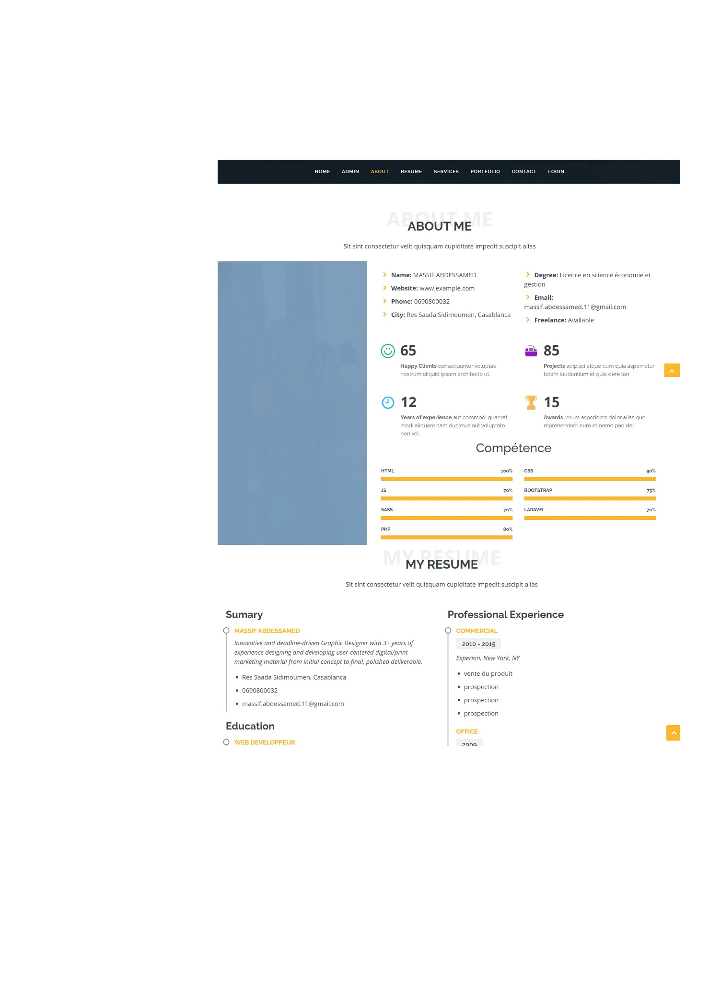 HOME ADMIN ABOUT RESUME SERVICES PORTFOLIO CONTACT LOGIN
ABOUT ME
ABOUT ME
Sit sint consectetur velit quisquam cupiditate impedit suscipit alias
Name: MASSIF ABDESSAMED
Website: www.example.com
Phone: 0690800032
City: Res Saada Sidimoumen, Casablanca
Degree: Licence en science économie et
gestion
Email:
massif.abdessamed.11@gmail.com
Freelance: Available
65
Happy Clients consequuntur voluptas
nostrum aliquid ipsam architecto ut.
85
Projects adipisci atque cum quia aspernatur
totam laudantium et quia dere tan
12
Years of experience aut commodi quaerat
modi aliquam nam ducimus aut voluptate
non vel
15
Awards rerum asperiores dolor alias quo
reprehenderit eum et nemo pad der
Compétence
HTML 100%
CSS 90%
JS 70%
BOOTSTRAP 75%
SASS 70%
LARAVEL 70%
PHP 80%
MY RESUME
MY RESUME
Sit sint consectetur velit quisquam cupiditate impedit suscipit alias
Sumary
MASSIF ABDESSAMED
Innovative and deadline-driven Graphic Designer with 3+ years of
experience designing and developing user-centered digital/print
marketing material from initial concept to final, polished deliverable.
Res Saada Sidimoumen, Casablanca
0690800032
massif.abdessamed.11@gmail.com
Education
WEB DEVELOPPEUR
Professional Experience
COMMERCIAL
2010 - 2015
Experion, New York, NY
vente du produit
prospection
prospection
prospection
OFFICE
2009